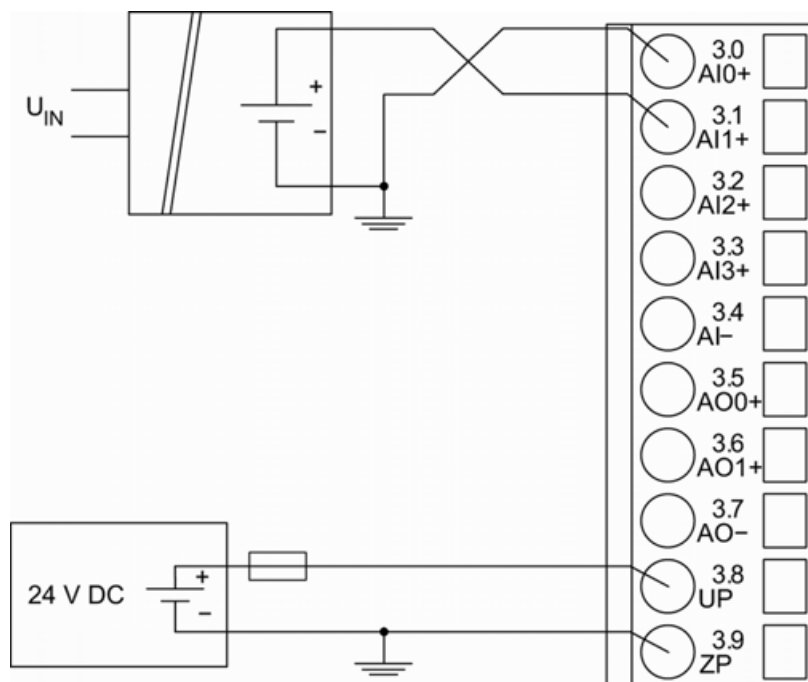 U_IN
+
−
3.0
AI0+
3.1
AI1+
3.2
AI2+
3.3
AI3+
3.4
AI−
3.5
AO0+
3.6
AO1+
3.7
AO−
24 V DC
+
−
3.8
UP
3.9
ZP